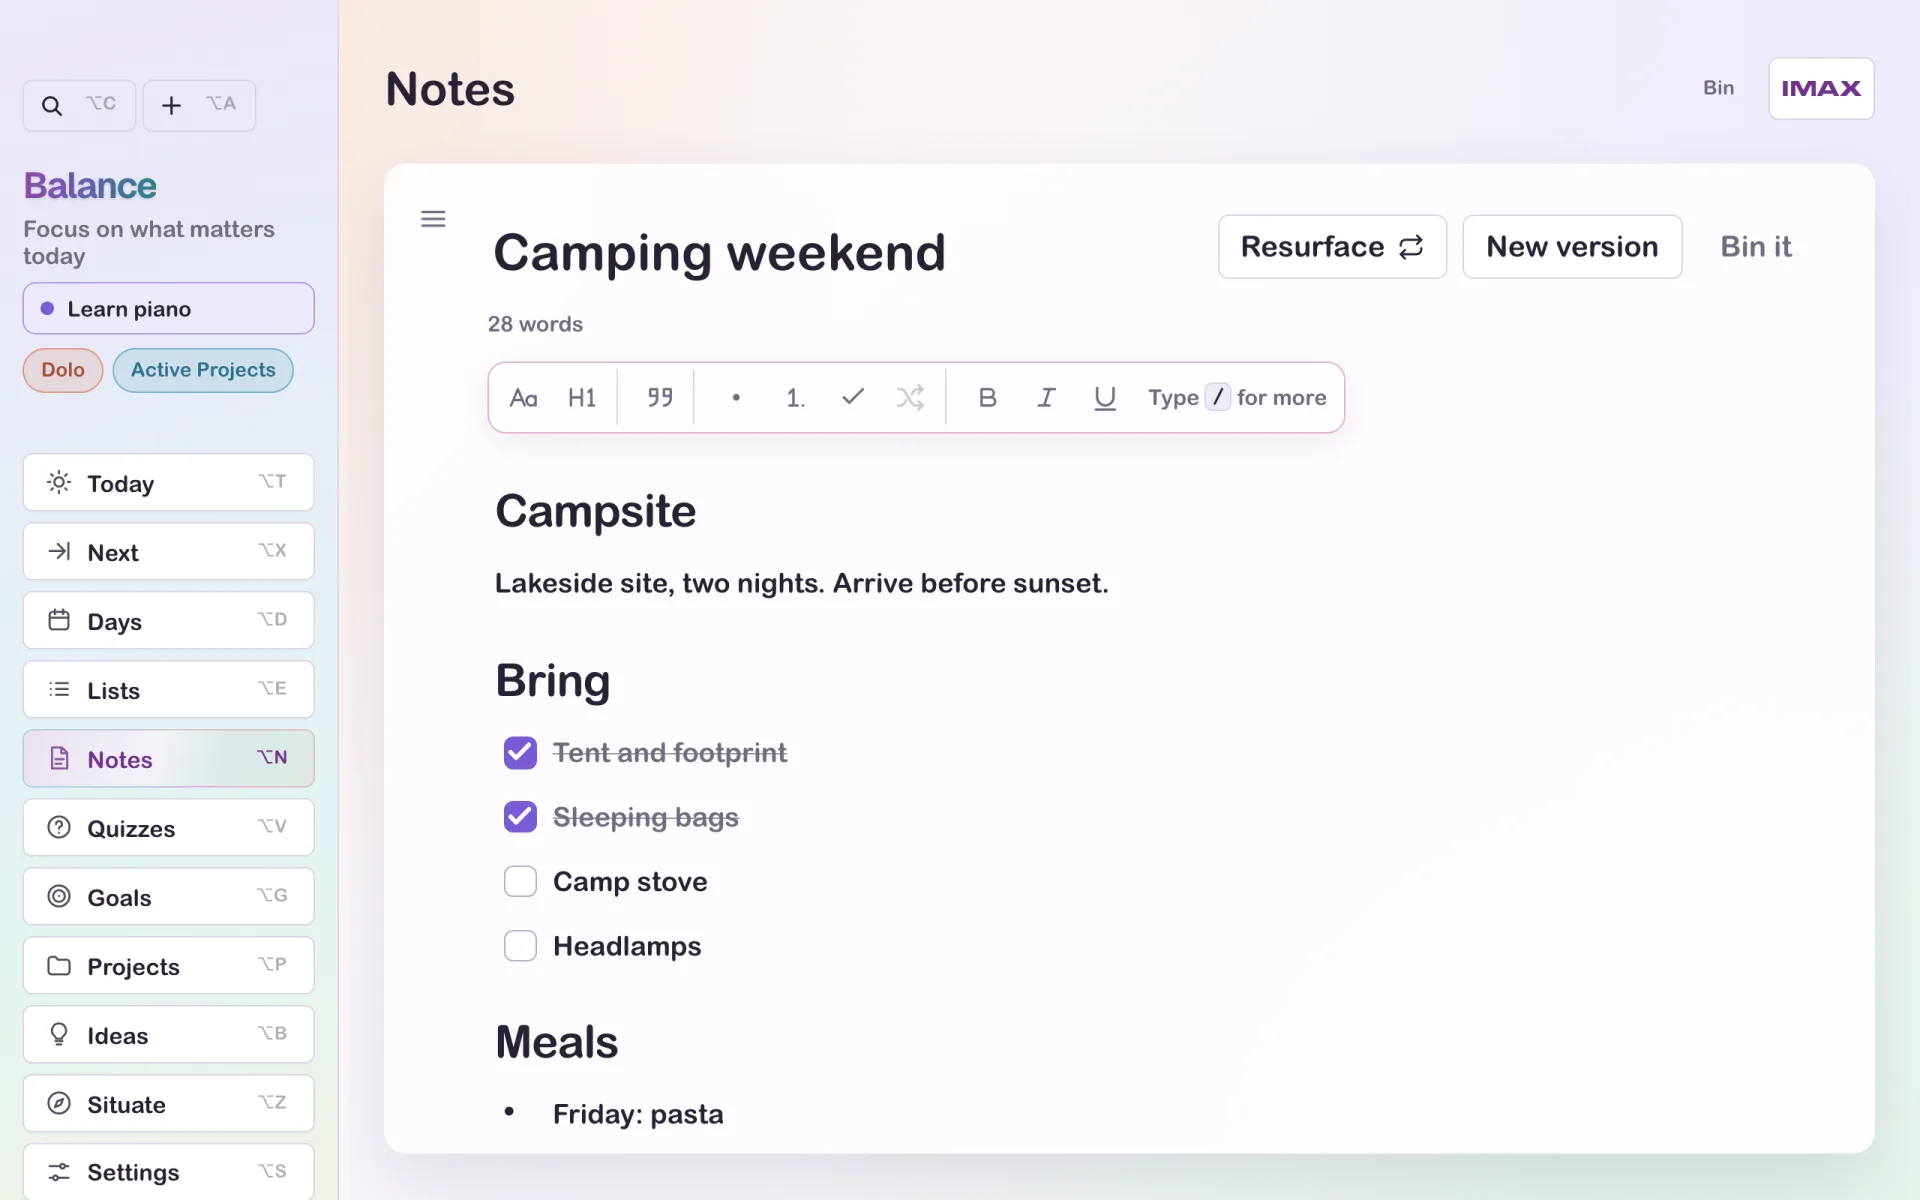 ⌥C
⌥A
Balance
Focus on what matters
today
Learn piano
Dolo
Active Projects
Today ⌥T
Next ⌥X
Days ⌥D
Lists ⌥E
Notes ⌥N
Quizzes ⌥V
Goals ⌥G
Projects ⌥P
Ideas ⌥B
Situate ⌥Z
Settings ⌥S
Notes
Bin
IMAX
Camping weekend
Resurface
New version
Bin it
28 words
Aa H1 99 • 1. B I U Type / for more
Campsite
Lakeside site, two nights. Arrive before sunset.
Bring
Tent and footprint
Sleeping bags
Camp stove
Headlamps
Meals
• Friday: pasta